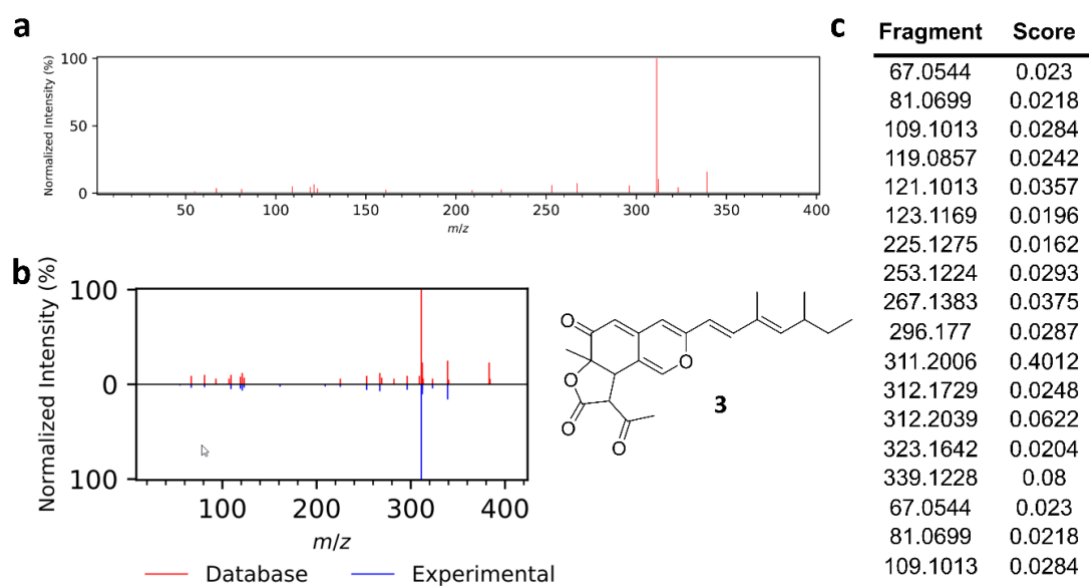 a
Normalized Intensity (%)
100
50
0
50 100 150 200 250 300 350 400
m/z
b
Normalized Intensity (%)
100
0
100
100 200 300 400
m/z
Database Experimental
O
O
O
O
O
3
c
Fragment Score
67.0544 0.023
81.0699 0.0218
109.1013 0.0284
119.0857 0.0242
121.1013 0.0357
123.1169 0.0196
225.1275 0.0162
253.1224 0.0293
267.1383 0.0375
296.177 0.0287
311.2006 0.4012
312.1729 0.0248
312.2039 0.0622
323.1642 0.0204
339.1228 0.08
67.0544 0.023
81.0699 0.0218
109.1013 0.0284